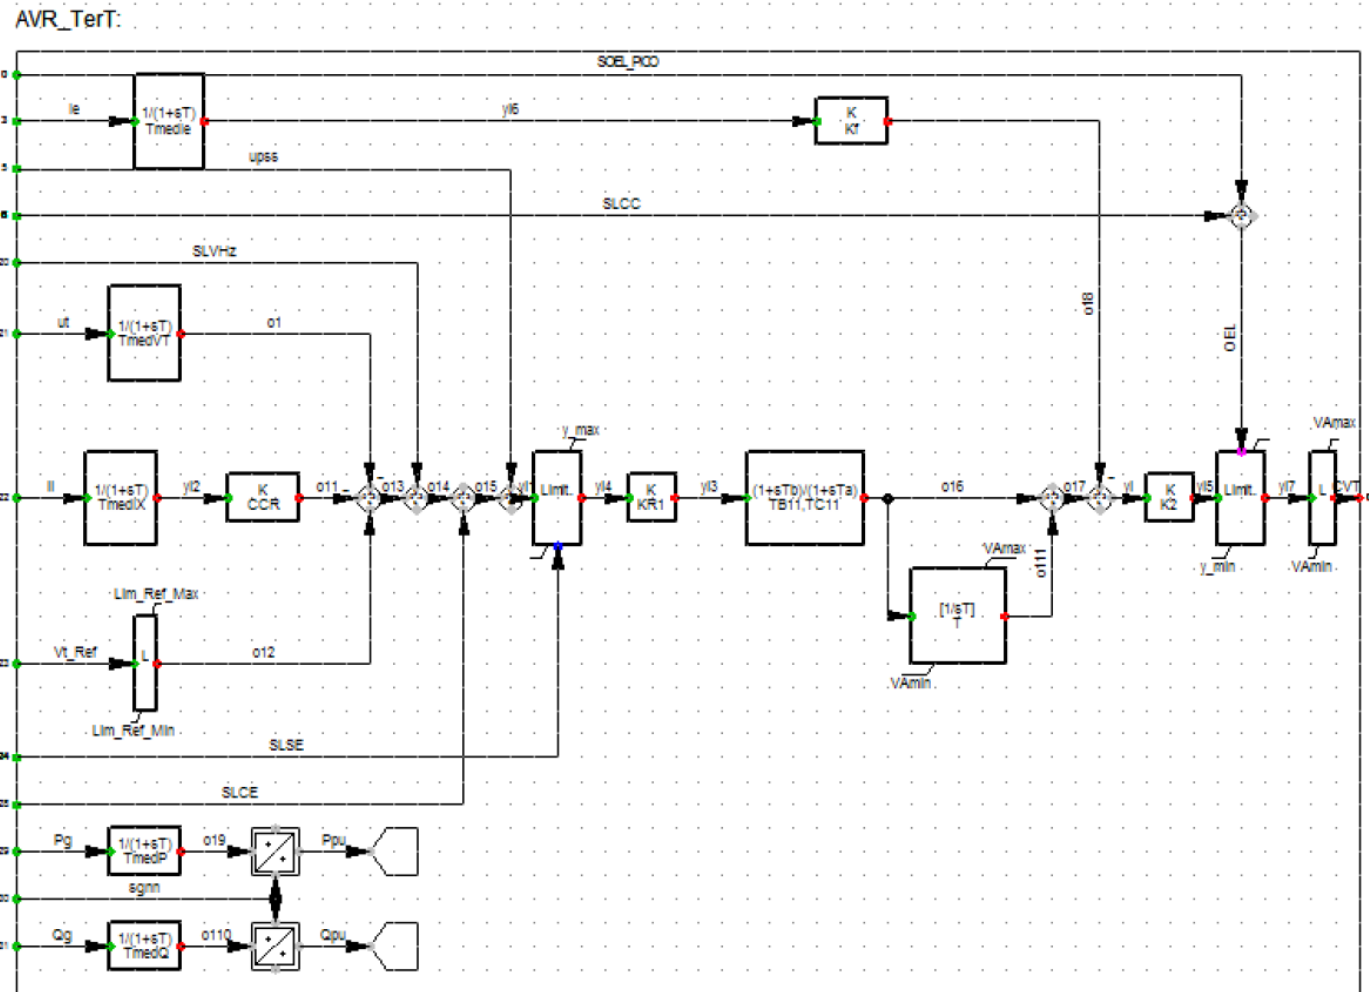 AVR_TerT:
SOEL_PICO
Ie
1/(1+sT)
TmedIe
yi6
K
Kf
upss
SLCC
SLVHz
ut
1/(1+sT)
TmedVT
o1
o18
OEL
y_max
VAmax
Ii
1/(1+sT)
TmedIX
yi2
K
CCR
o11
-
-
o13
o14
o15
yi1
Limit..
yi4
K
KR1
yi3
(1+sTb)/(1+sTa)
TB11,TC11
o16
o17
-
yi
K
K2
yi5
Limit.
yi7
L
CVT
y_min
VAmin
VAmax
o111
[1/sT]
T
VAmin
Lim_Ref_Max
Vt_Ref
L
o12
Lim_Ref_Min
SLSE
SLCE
Pg
1/(1+sT)
TmedP
o19
Ppu
sgnn
Qg
1/(1+sT)
TmedQ
o110
Qpu